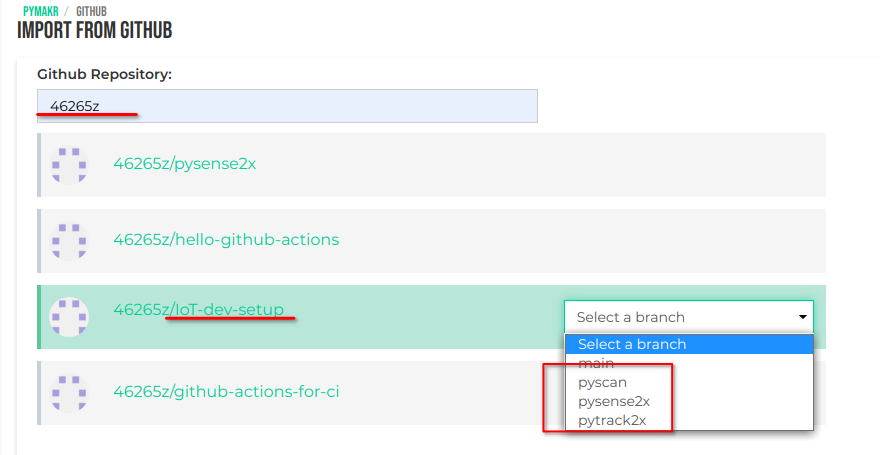 PYMAKR / GITHUB
IMPORT FROM GITHUB
Github Repository:
46265z
46265z/pysense2x
46265z/hello-github-actions
46265z/IoT-dev-setup
Select a branch
Select a branch
main
pyscan
pysense2x
pytrack2x
46265z/github-actions-for-ci